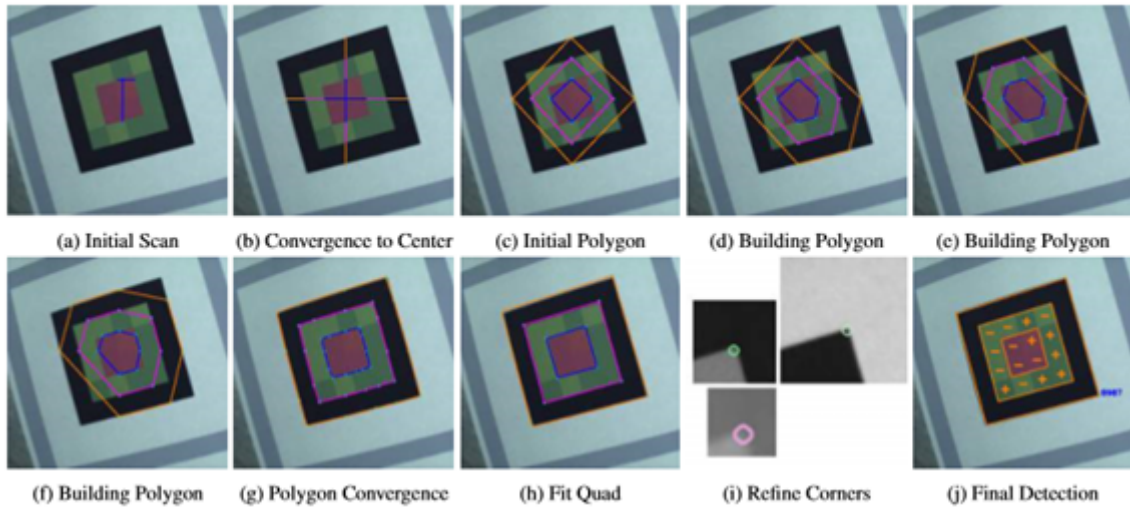 (a) Initial Scan
(b) Convergence to Center
(c) Initial Polygon
(d) Building Polygon
(e) Building Polygon
(f) Building Polygon
(g) Polygon Convergence
(h) Fit Quad
(i) Refine Corners
(j) Final Detection